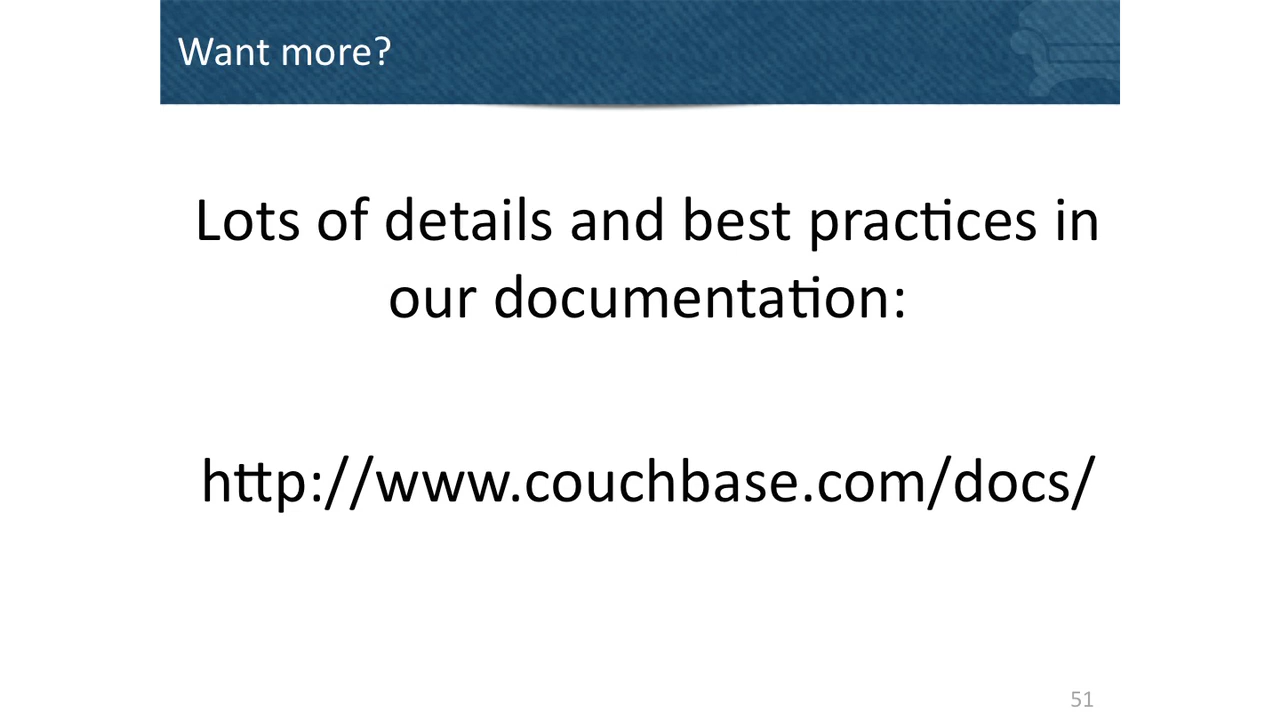 Want more?
Lots of details and best practices in
our documentation:
http://www.couchbase.com/docs/
51